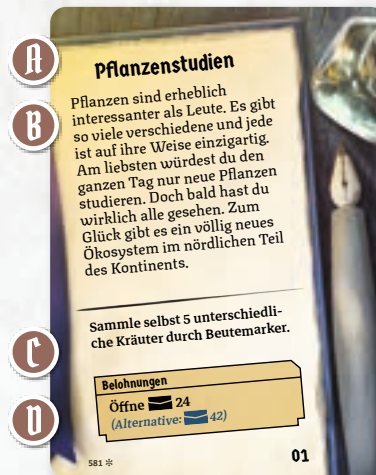 A
Pflanzenstudien
B
Pflanzen sind erheblich
interessanter als Leute. Es gibt
so viele verschiedene und jede
ist auf ihre Weise einzigartig.
Am liebsten würdest du den
ganzen Tag nur neue Pflanzen
studieren. Doch bald hast du
wirklich alle gesehen. Zum
Glück gibt es ein völlig neues
Ökosystem im nördlichen Teil
des Kontinents.
C
Sammle selbst 5 unterschiedli-
che Kräuter durch Beutemarker.
D
Belohnungen
Öffne 24
(Alternative: 42)
581
01